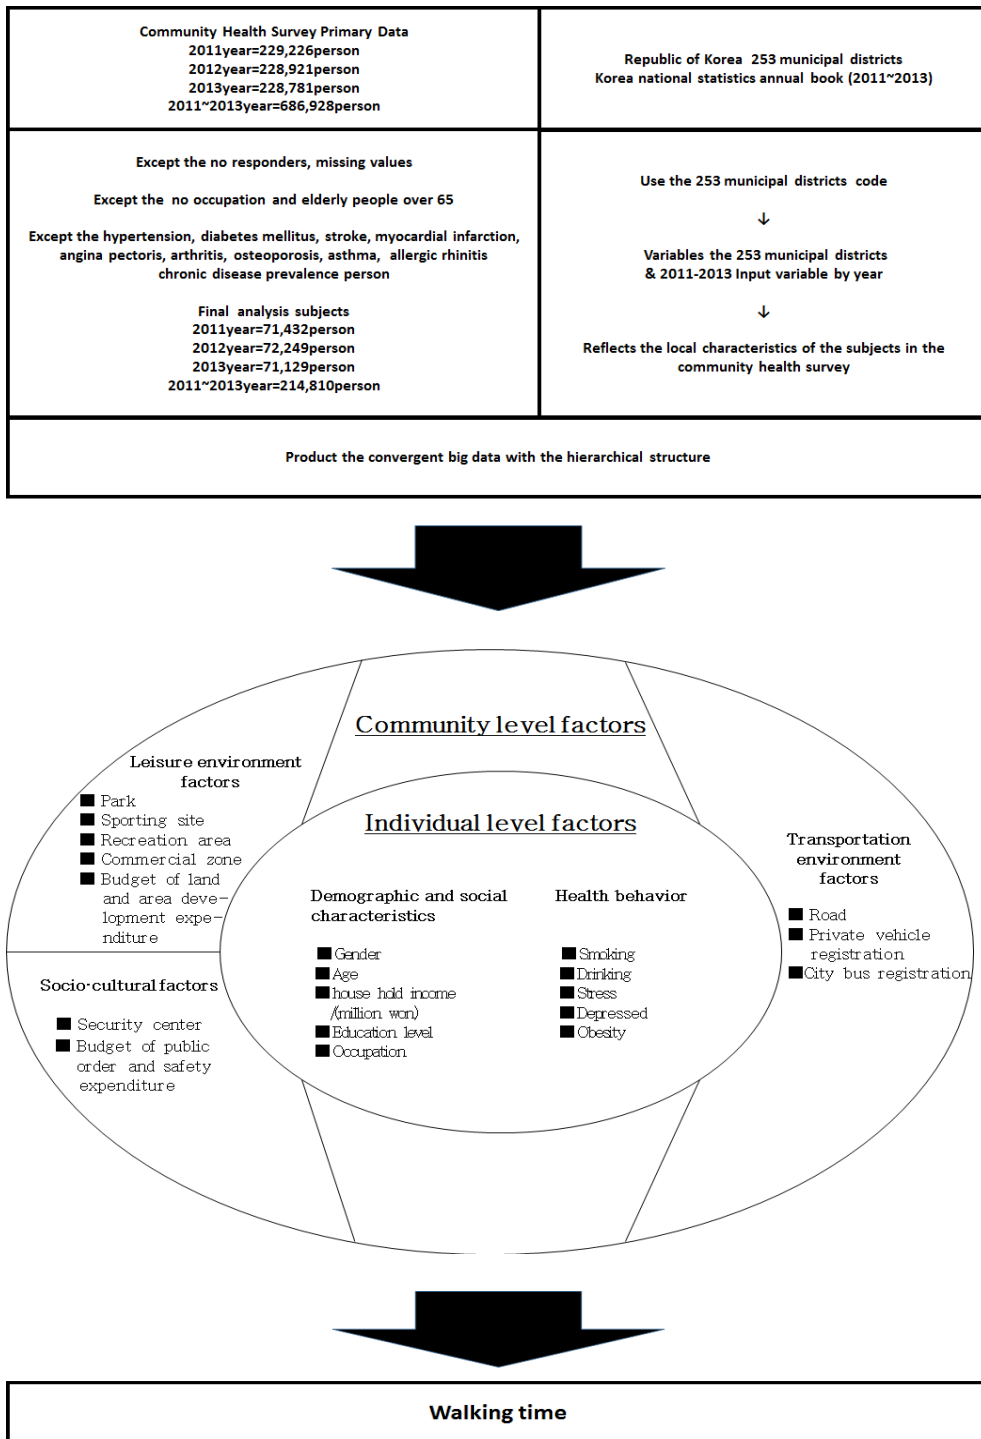 Community Health Survey Primary Data
2011year=229,226person
2012year=228,921person
2013year=228,781person
2011~2013year=686,928person
Republic of Korea 253 municipal districts
Korea national statistics annual book (2011~2013)
Except the no responders, missing values
Except the no occupation and elderly people over 65
Except the hypertension, diabetes mellitus, stroke, myocardial infarction,
angina pectoris, arthritis, osteoporosis, asthma, allergic rhinitis
chronic disease prevalence person
Final analysis subjects
2011year=71,432person
2012year=72,249person
2013year=71,129person
2011~2013year=214,810person
Use the 253 municipal districts code
↓
Variables the 253 municipal districts
& 2011-2013 Input variable by year
↓
Reflects the local characteristics of the subjects in the
community health survey
Product the convergent big data with the hierarchical structure
Community level factors
Leisure environment
factors
■ Park
■ Sporting site
■ Recreation area
■ Commercial zone
■ Budget of land
and area deve-
lopment expe-
nditure
Socio-cultural factors
■ Security center
■ Budget of public
order and safety
expenditure
Individual level factors
Demographic and social
characteristics
■ Gender
■ Age
■ house hold income
/(million won)
■ Education level
■ Occupation
Health behavior
■ Smoking
■ Drinking
■ Stress
■ Depressed
■ Obesity
Transportation
environment
factors
■ Road
■ Private vehicle
registration
■ City bus registration
Walking time